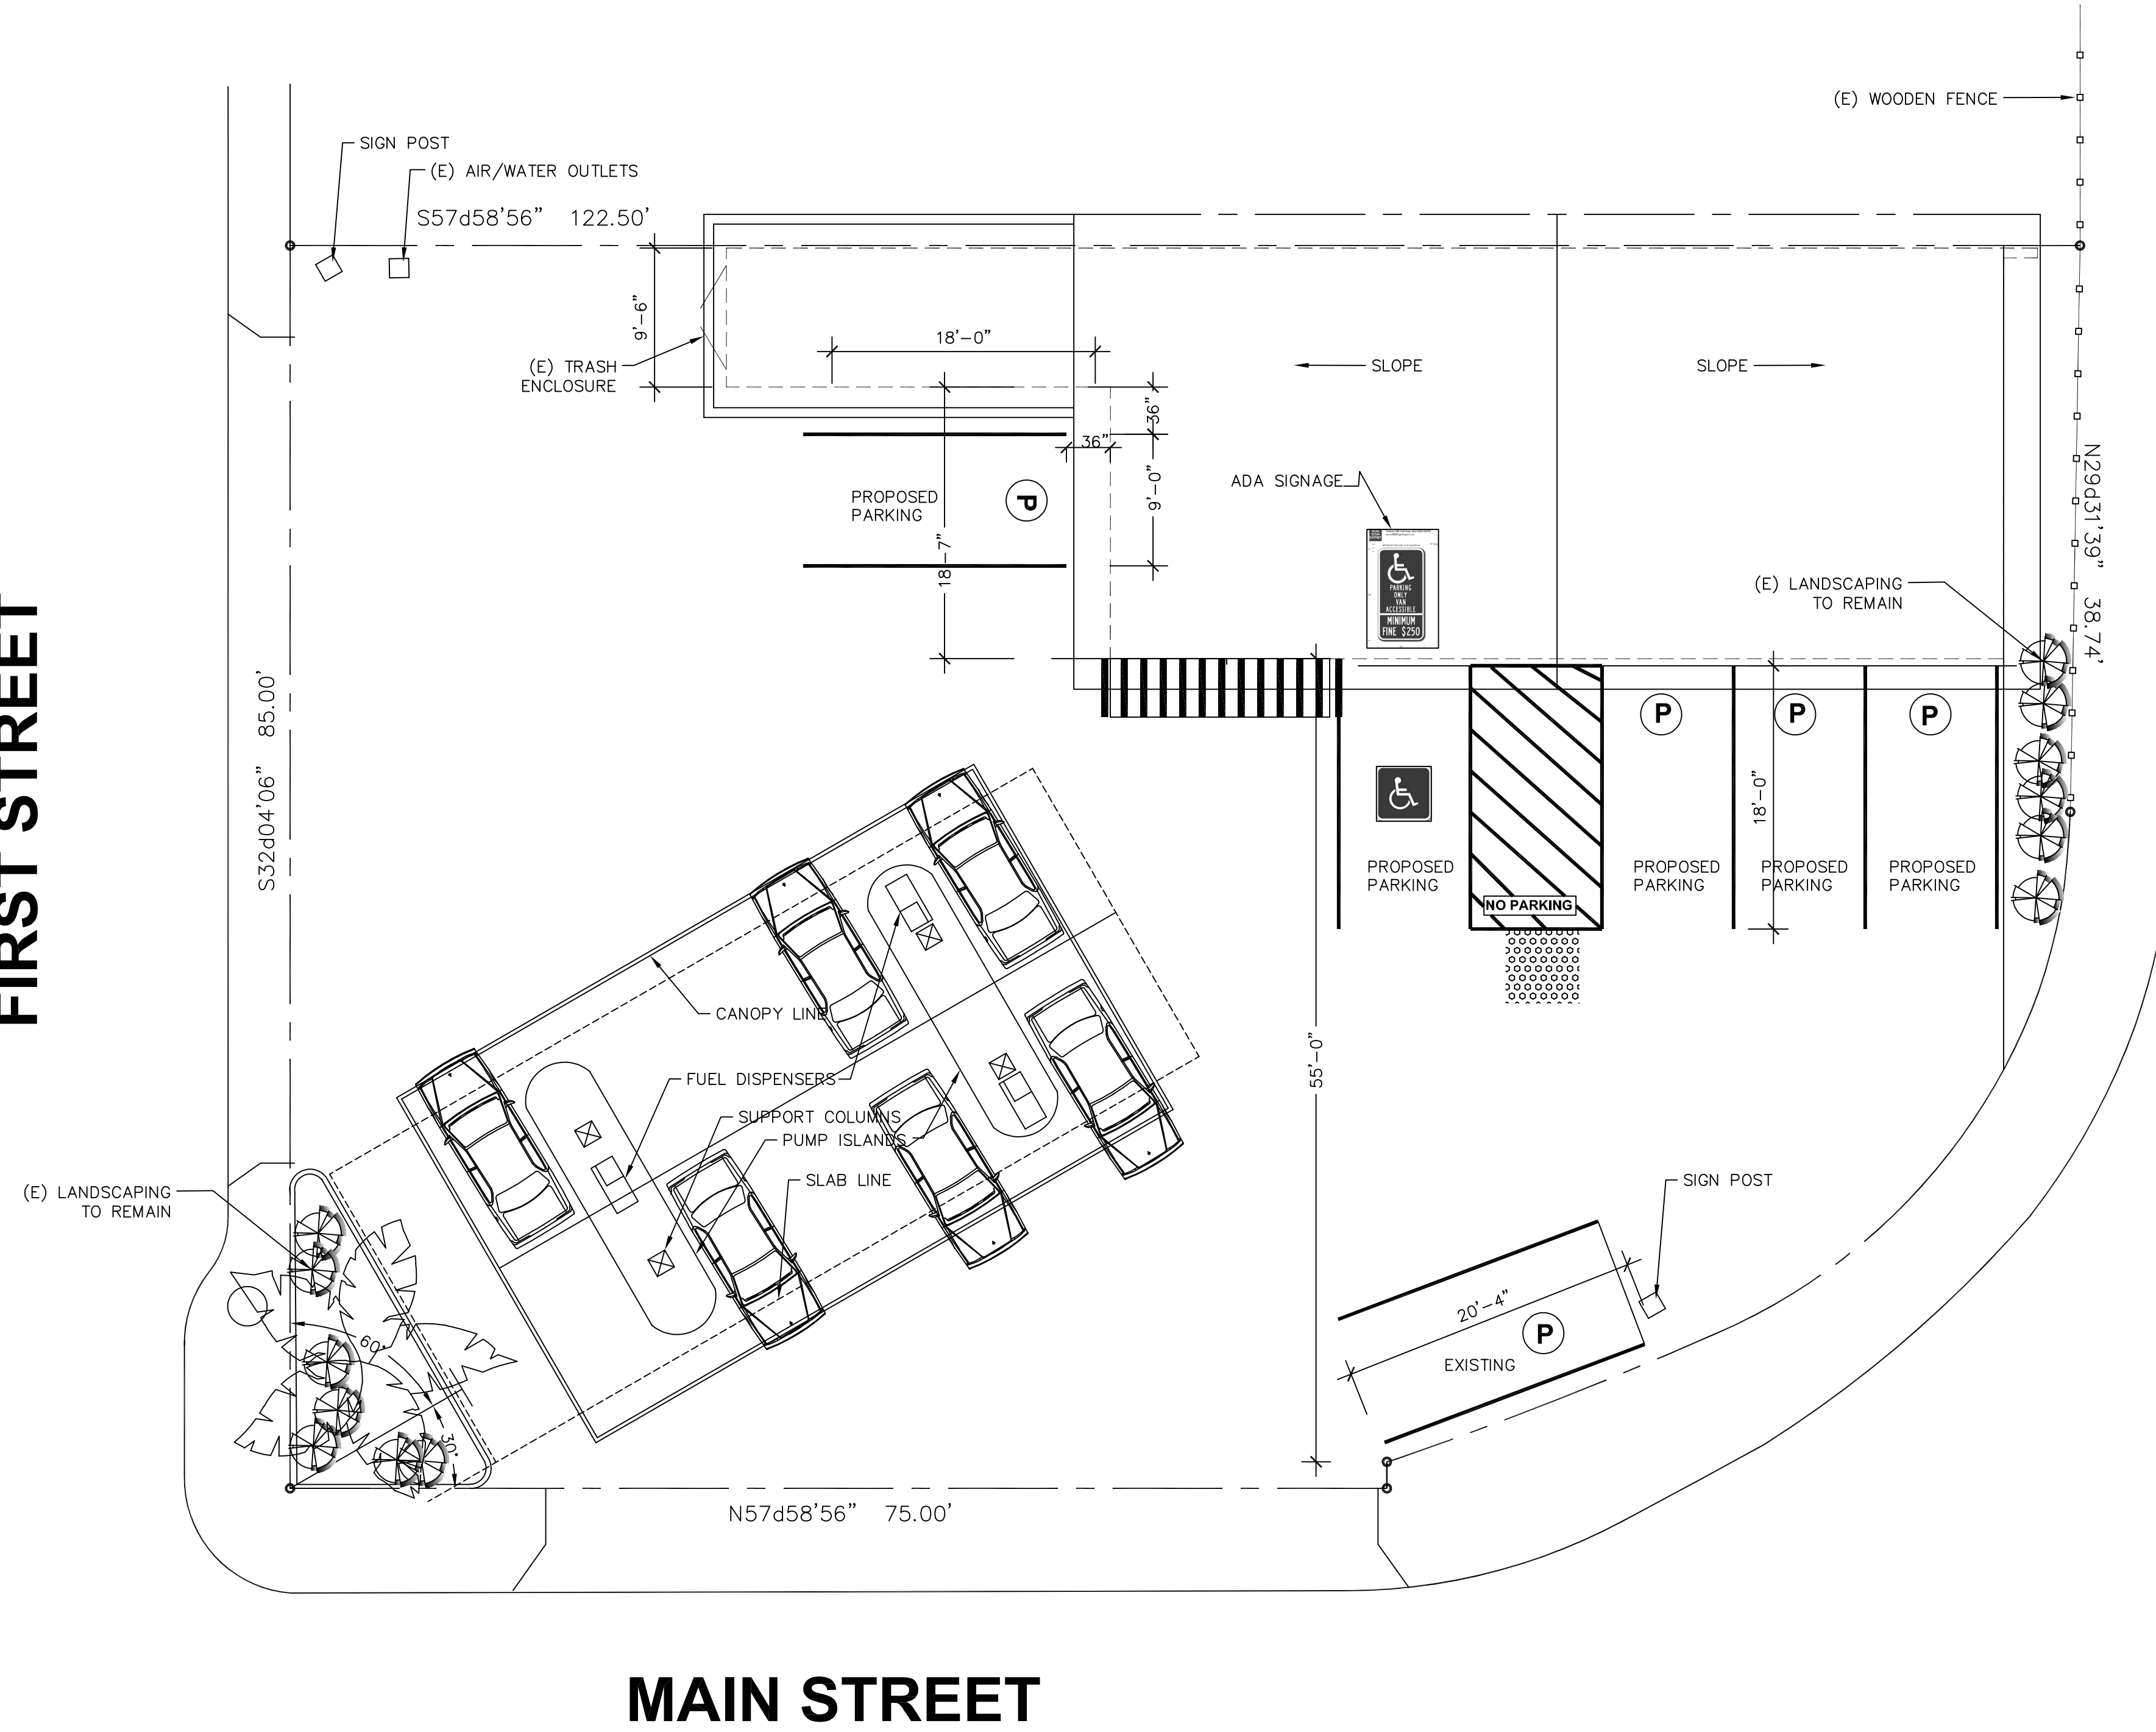 (E) WOODEN FENCE
SIGN POST
(E) AIR/WATER OUTLETS
S57d58'56" 122.50'
9'-6"
18'-0"
(E) TRASH
ENCLOSURE
SLOPE
SLOPE
36"
36"
9'-0"
PROPOSED
PARKING
P
18'-7"
ADA SIGNAGE
PARKING
ONLY
VAN
ACCESSIBLE
MINIMUM
FINE $250
N29d31'39" 38.74'
(E) LANDSCAPING
TO REMAIN
FIRST STREET
S32d04'06" 85.00'
P
P
P
18'-0"
PROPOSED
PARKING
PROPOSED
PARKING
PROPOSED
PARKING
PROPOSED
PARKING
NO PARKING
CANOPY LINE
FUEL DISPENSERS
SUPPORT COLUMNS
PUMP ISLANDS
SLAB LINE
55'-0"
(E) LANDSCAPING
TO REMAIN
60°
30°
SIGN POST
20'-4"
P
EXISTING
N57d58'56" 75.00'
MAIN STREET